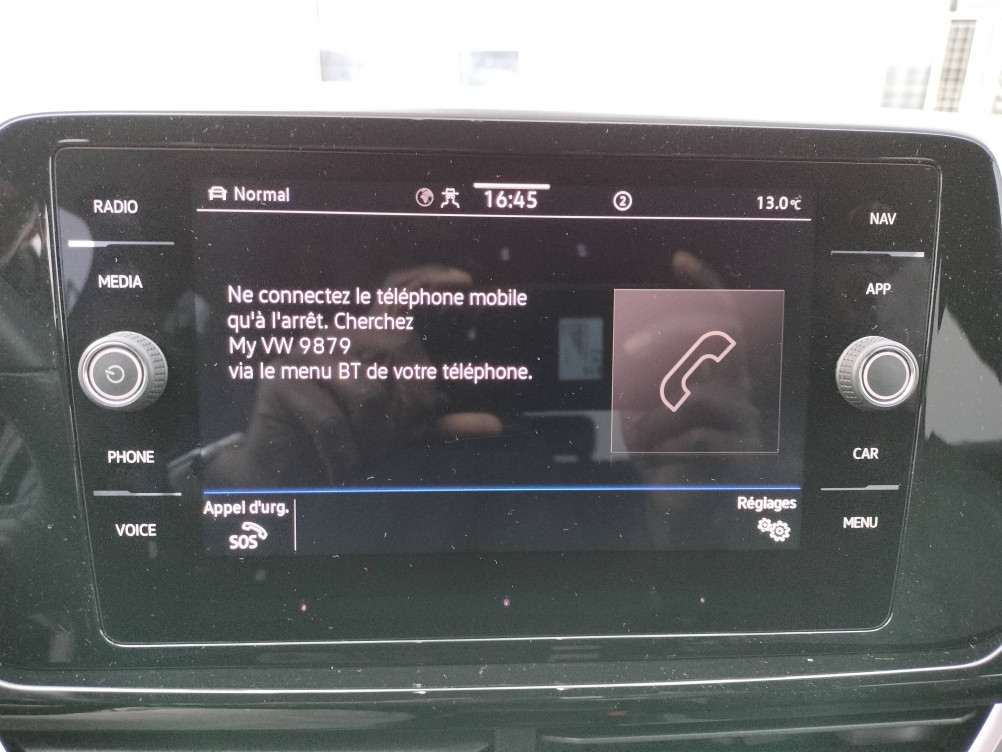 RADIO
MEDIA
PHONE
VOICE
Normal
16:45
2
13.0°C
Ne connectez le téléphone mobile
qu'à l'arrêt. Cherchez
My VW 9879
via le menu BT de votre téléphone.
Appel d'urg.
SOS
Réglages
NAV
APP
CAR
MENU